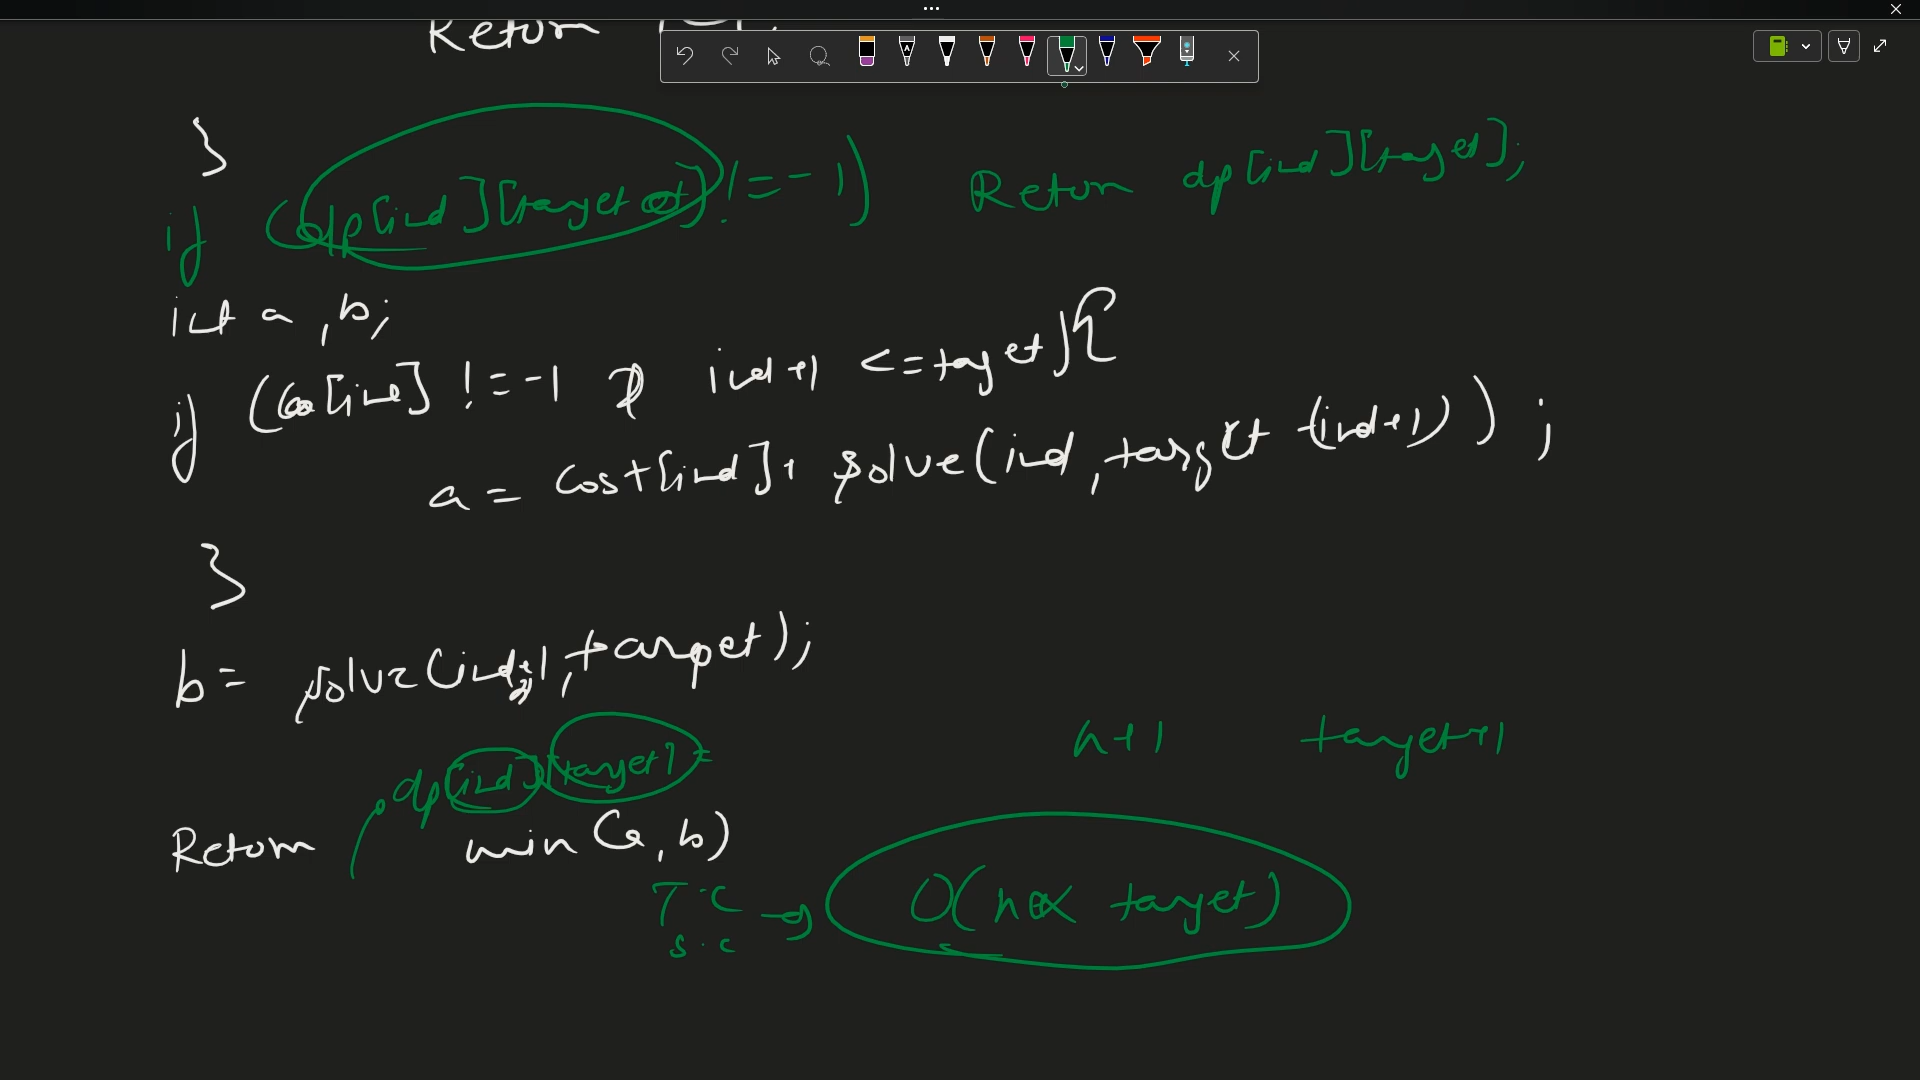 Return
}
if (dp[ind][target]!=-1) Return dp[ind][target];
int a,b;
if (cost[ind] != -1 && ind+1 <=target){
a = cost[ind]+ solve(ind,target-(ind+1));
}
b= solve(ind+1,target);
dp[ind][target]=
n+1 target+1
Return min(a,b)
T.C → O(n x target)
S.C